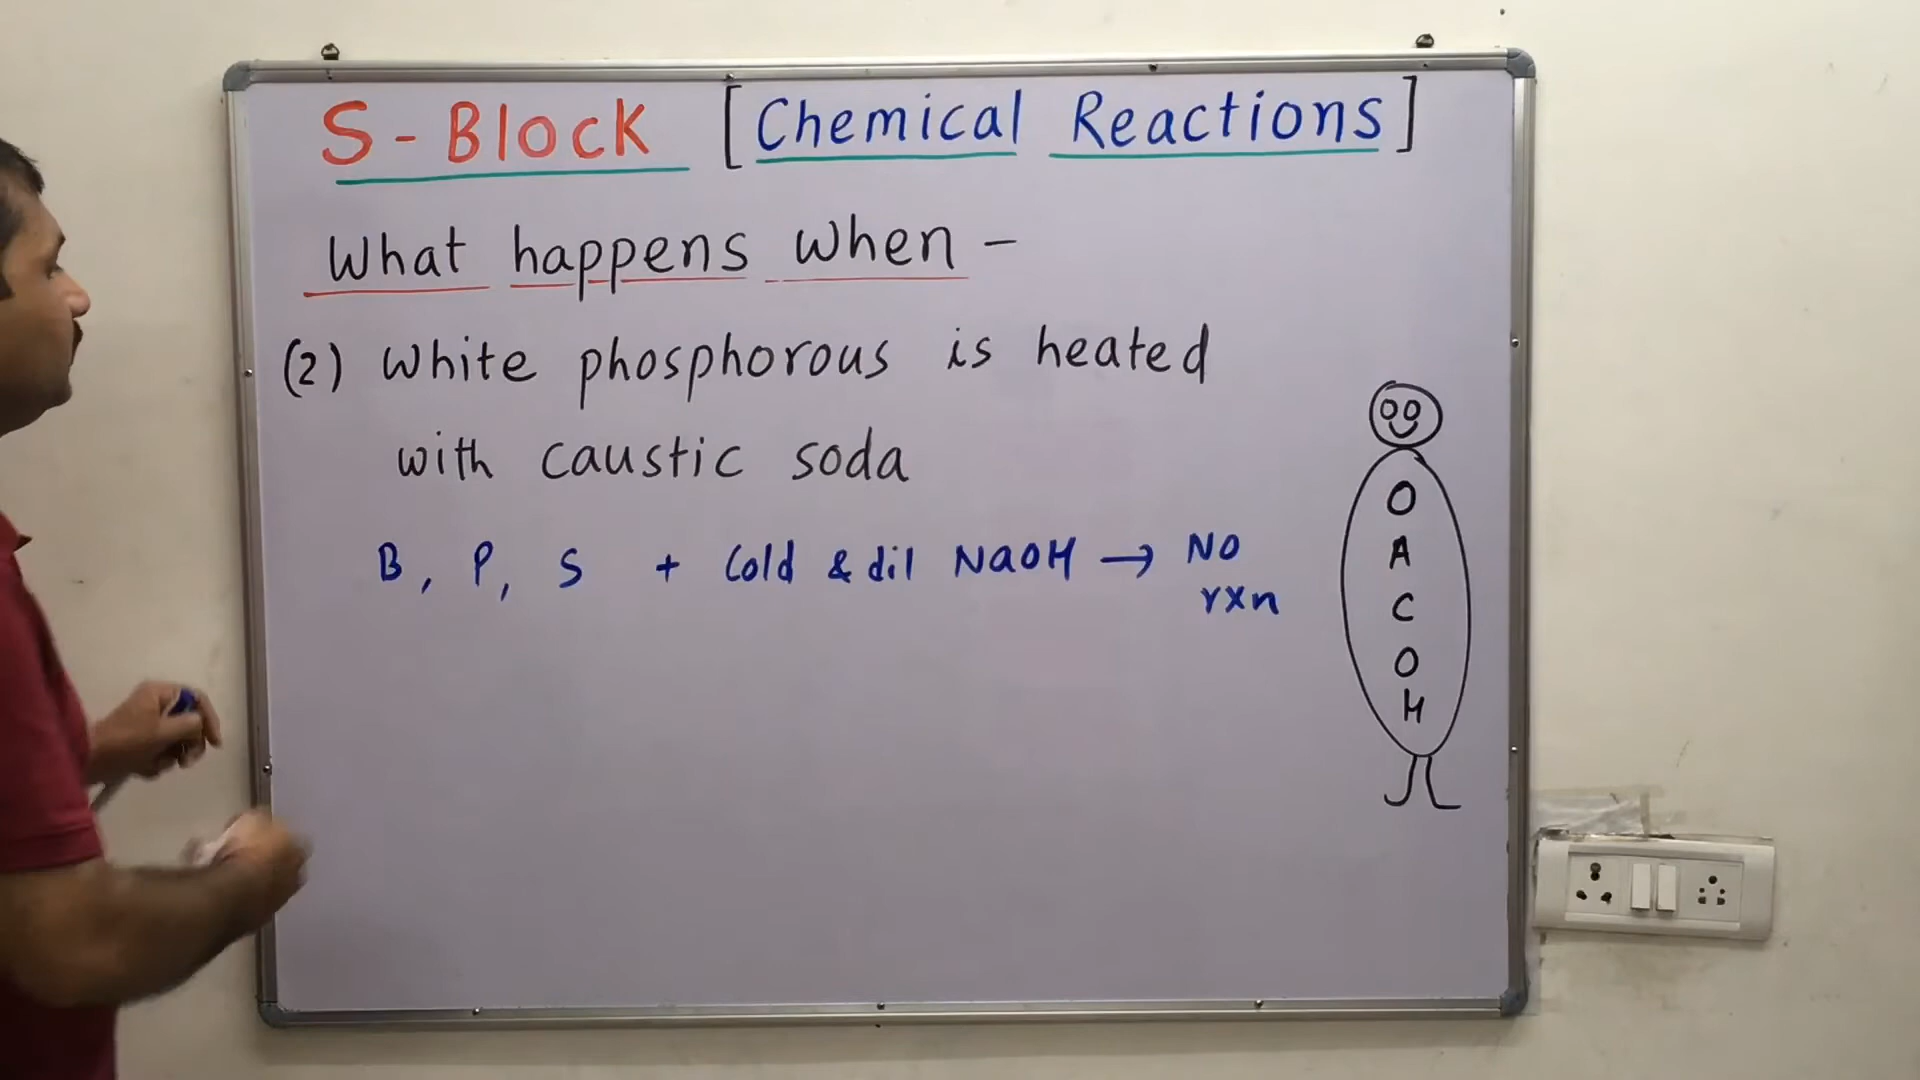 S-Block [Chemical Reactions]
What happens when -
(2) White phosphorous is heated
with caustic soda
B, P, S + Cold & dil NaOH → NO
rxn
O
A
C
O
H